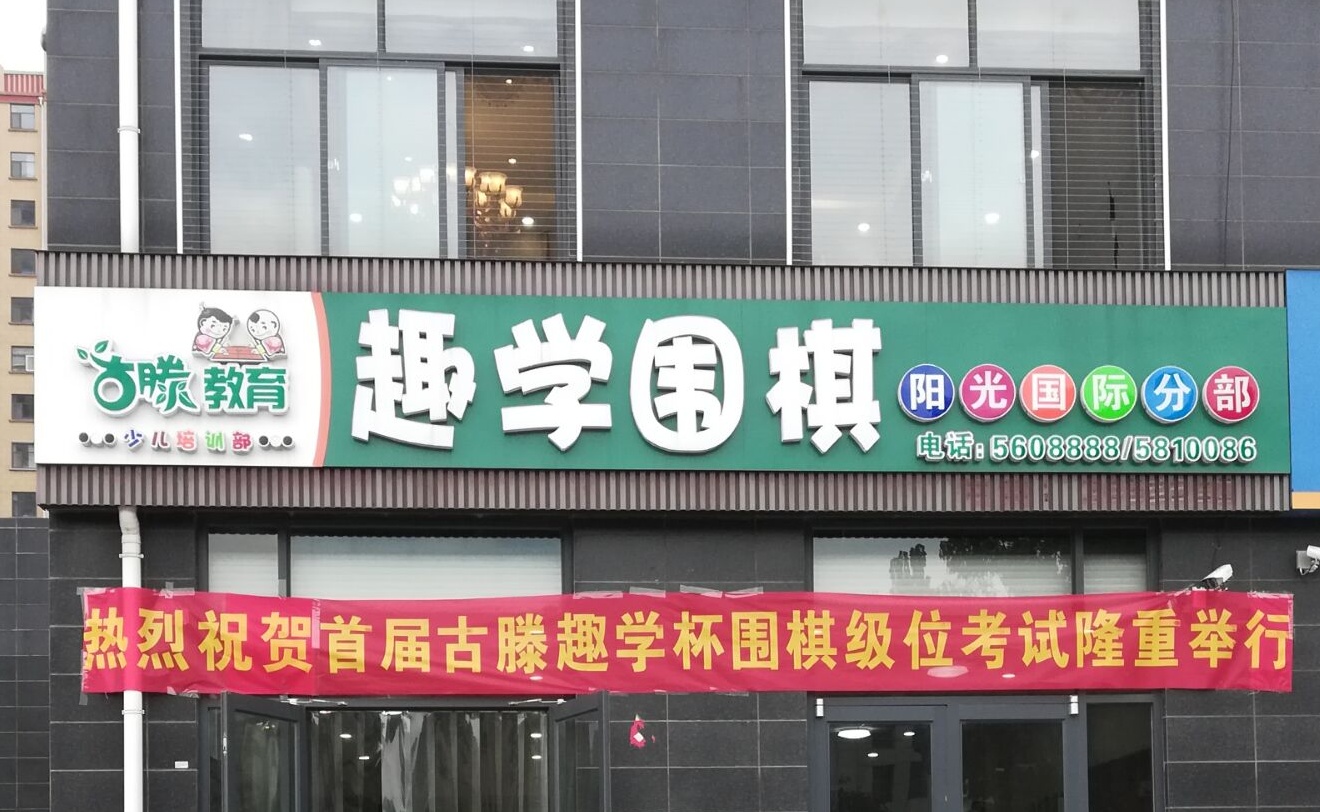 古滕教育
少儿培训部
趣学围棋
阳光国际分部
电话:5608888/5810086
热烈祝贺首届古滕趣学杯围棋级位考试隆重举行